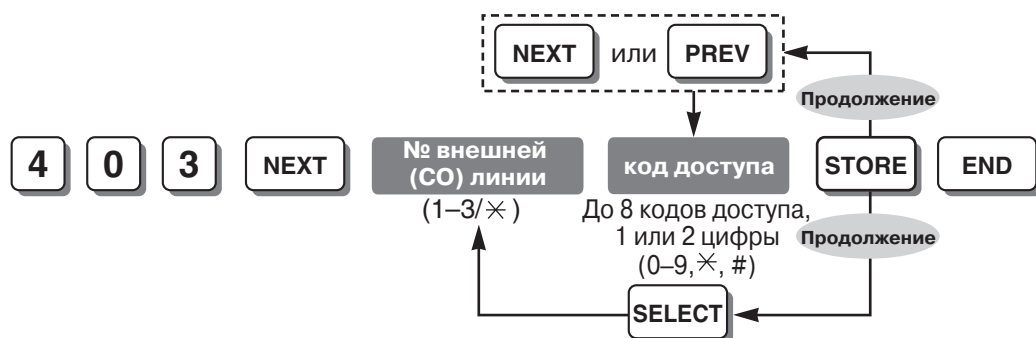 NEXT или PREV
Продолжение
4 0 3 NEXT № внешней (CO) линии код доступа STORE END
(1–3/✳)
До 8 кодов доступа,
1 или 2 цифры
(0–9,✳, #)
Продолжение
SELECT